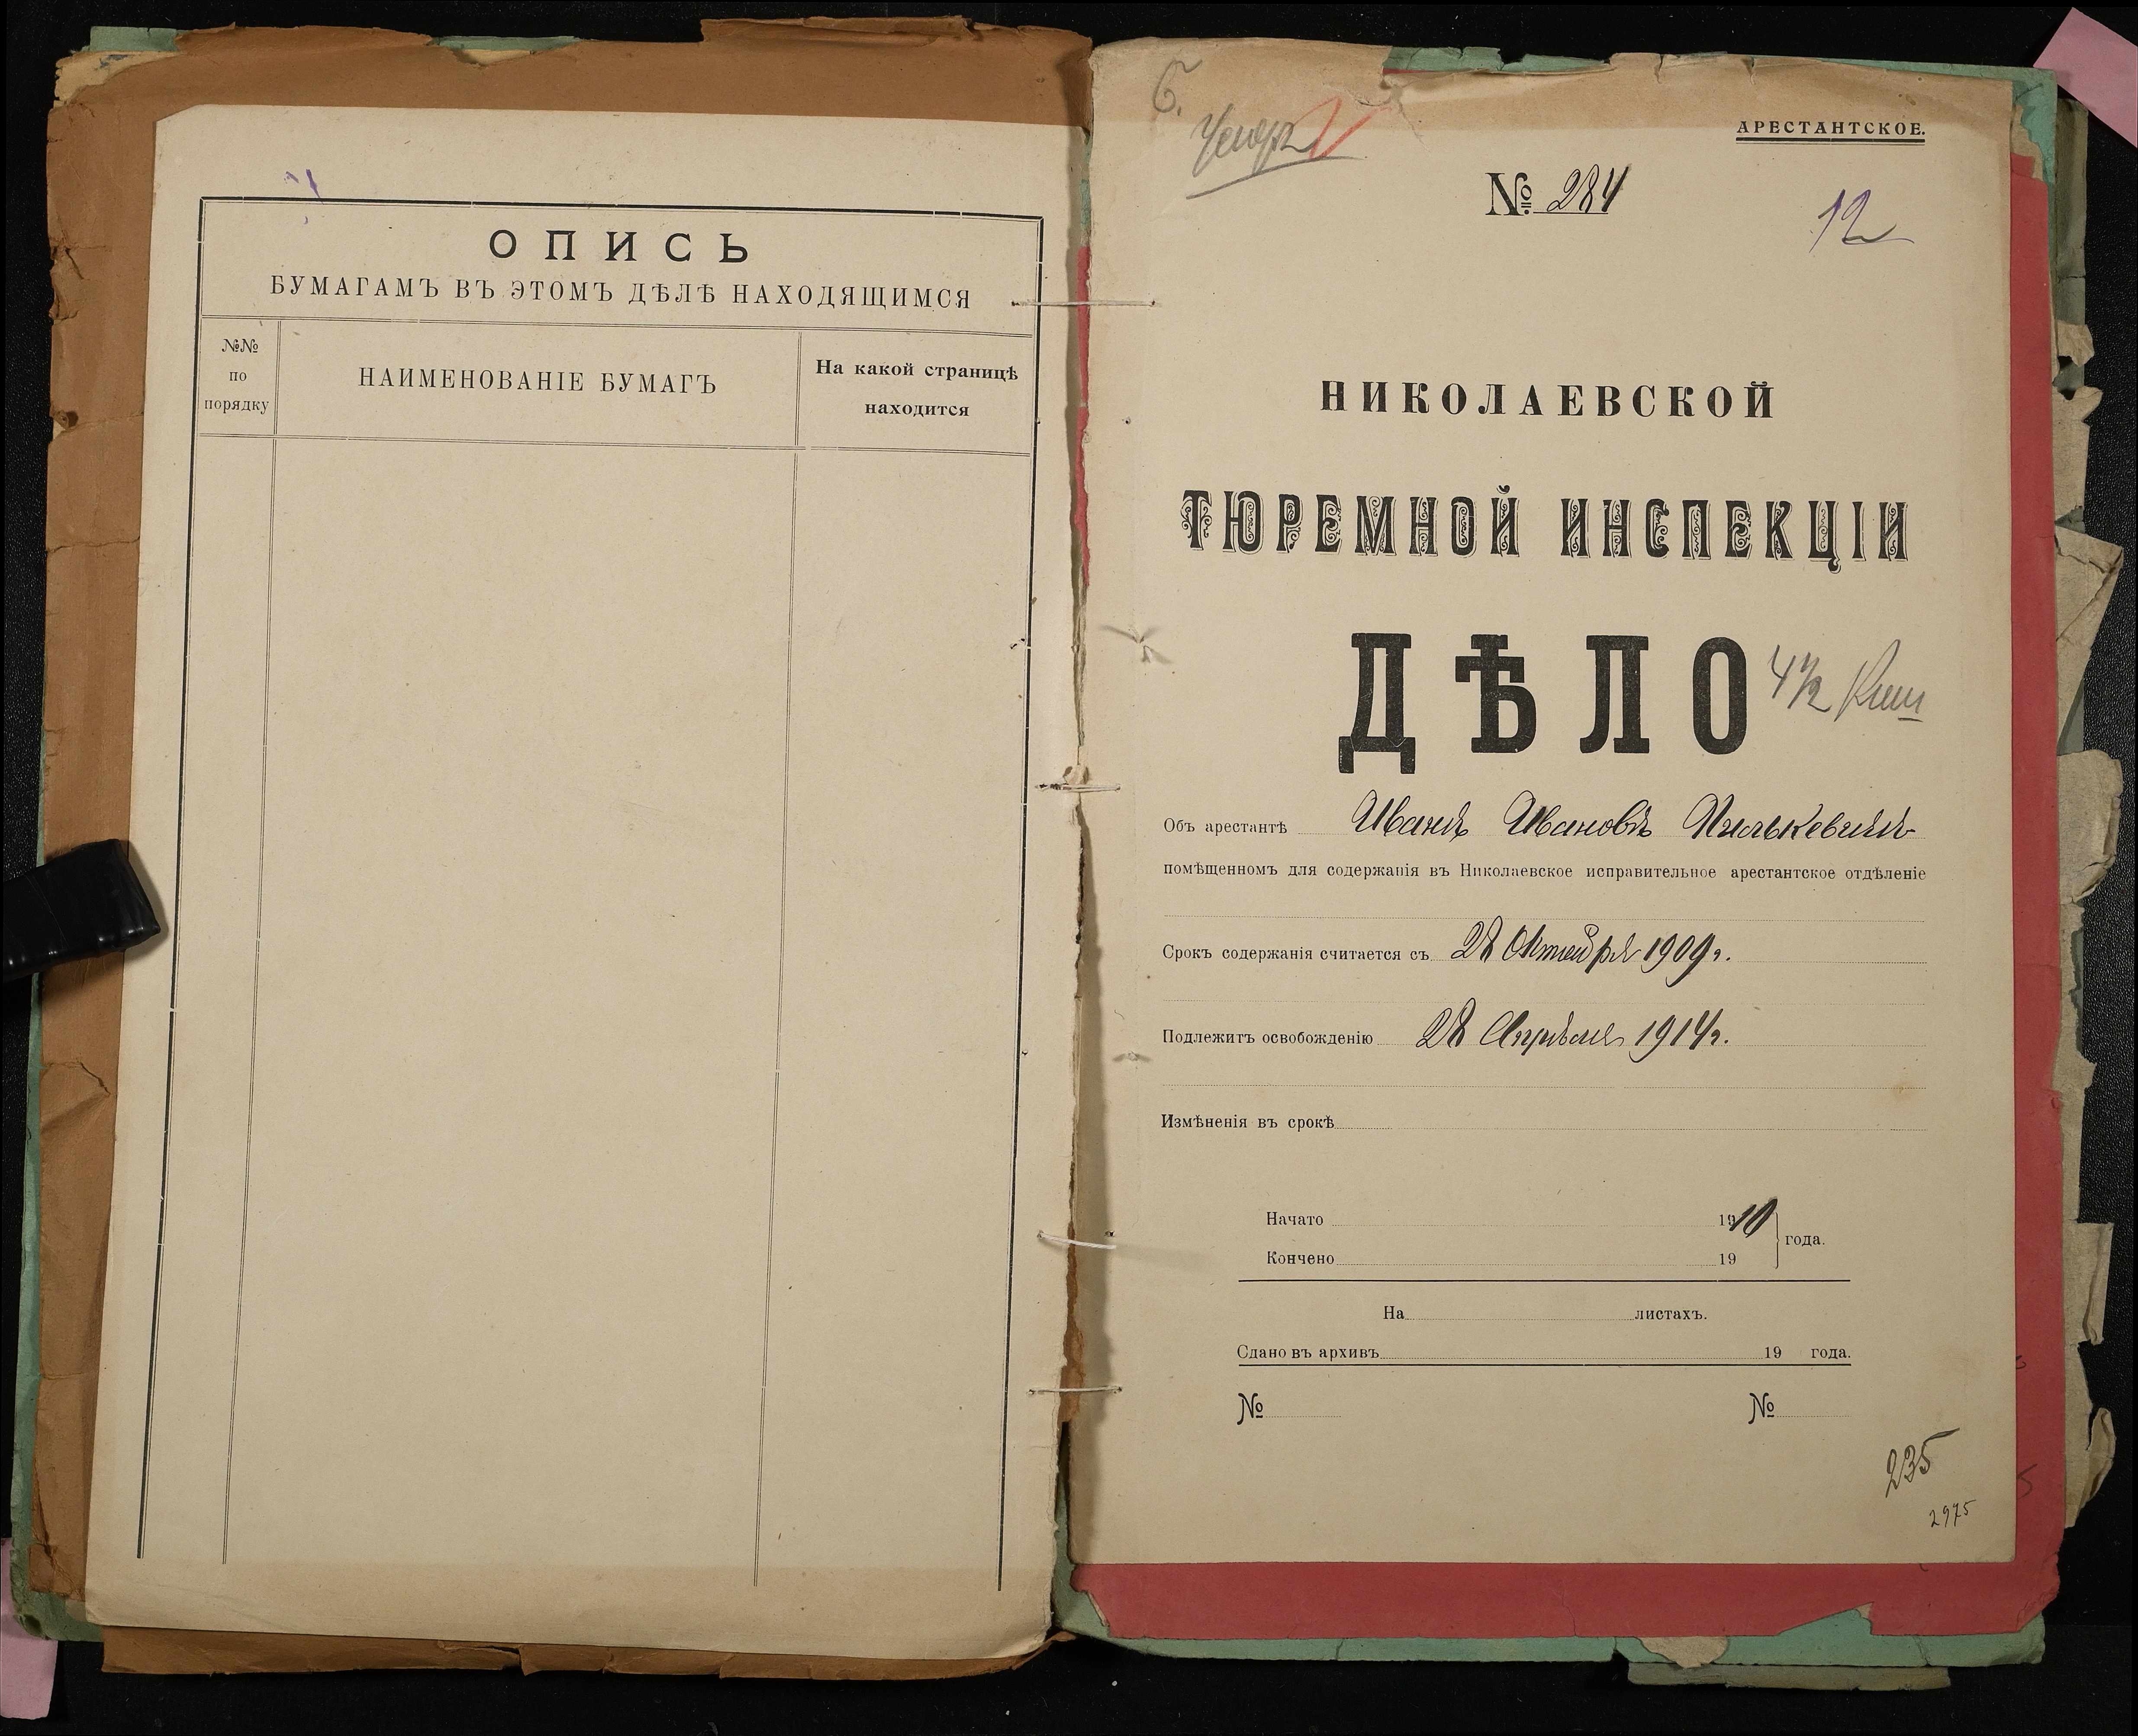 ОПИСЬ
БУМАГАМЪ ВЪ ЭТОМЪ ДѢЛѢ НАХОДЯЩИМСЯ
№№
по
порядку
НАИМЕНОВАНІЕ БУМАГЪ
На какой страницѣ
находится
АРЕСТАНТСКОЕ.
№ 284
12
НИКОЛАЕВСКОЙ
ТЮРЕМНОЙ ИНСПЕКЦІИ
ДѢЛО
4 1/2
Объ арестантѣ Иванѣ Ивановѣ
помѣщенномъ для содержанія въ Николаевское исправительное арестантское отдѣленіе
Срокъ содержанія считается съ 28 Октября 1909 г.
Подлежитъ освобожденію 28 Апрѣля 1914 г.
Измѣненія въ срокѣ
Начато 1910
Кончено 19
года.
На листахъ.
Сдано въ архивъ 19 года.
№ №
235
2975